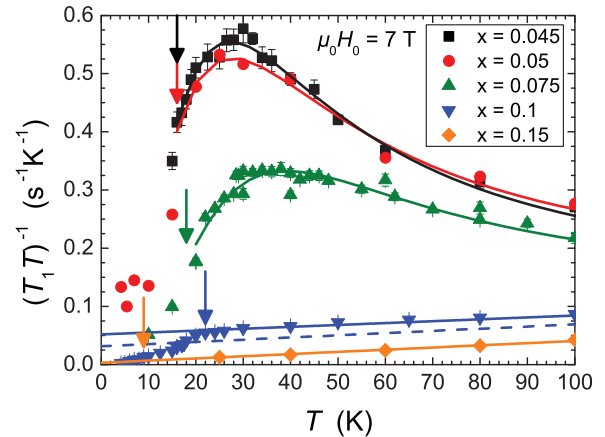 μ₀H₀ = 7 T
x = 0.045
x = 0.05
x = 0.075
x = 0.1
x = 0.15
0.6
0.5
0.4
0.3
0.2
0.1
0.0
(T₁T)⁻¹ (s⁻¹K⁻¹)
0 10 20 30 40 50 60 70 80 90 100
T (K)